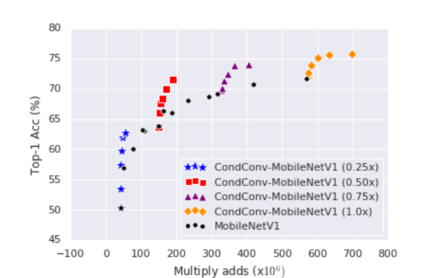 80
75
70
65
60
55
50
45
Top-1 Acc (%)
CondConv-MobileNetV1 (0.25x)
CondConv-MobileNetV1 (0.50x)
CondConv-MobileNetV1 (0.75x)
CondConv-MobileNetV1 (1.0x)
MobileNetV1
−100 0 100 200 300 400 500 600 700 800
Multiply adds (x10⁶)